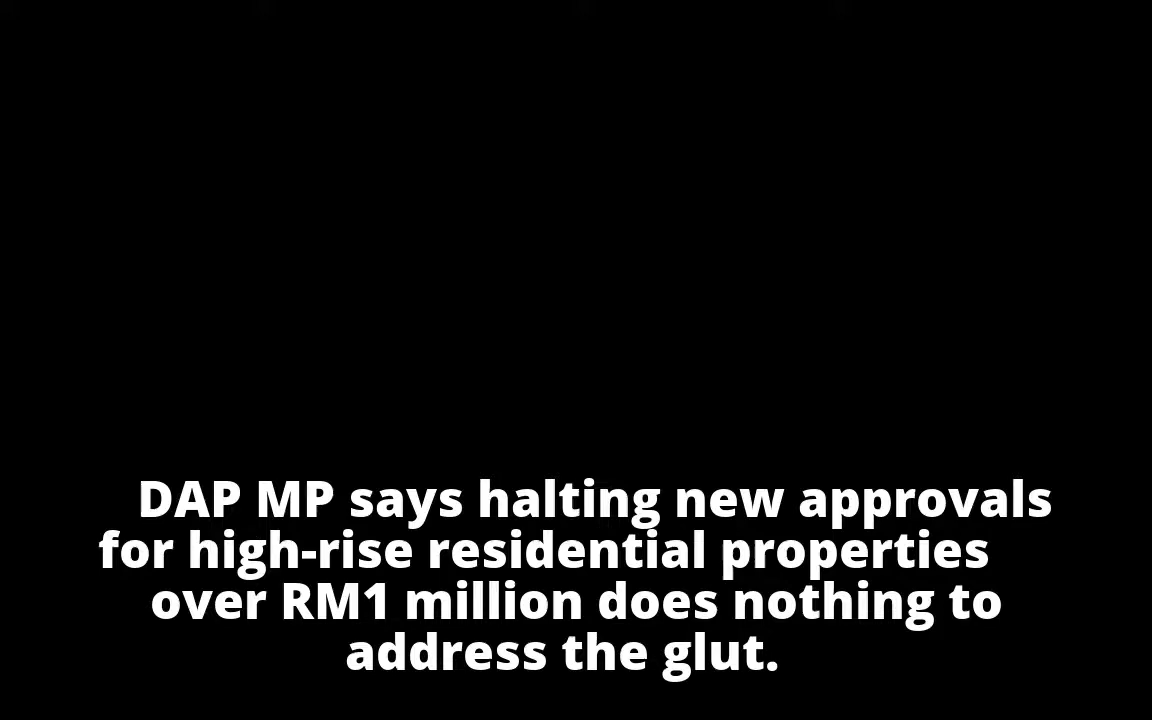 DAP MP says halting new approvals
for high-rise residential properties
over RM1 million does nothing to
address the glut.